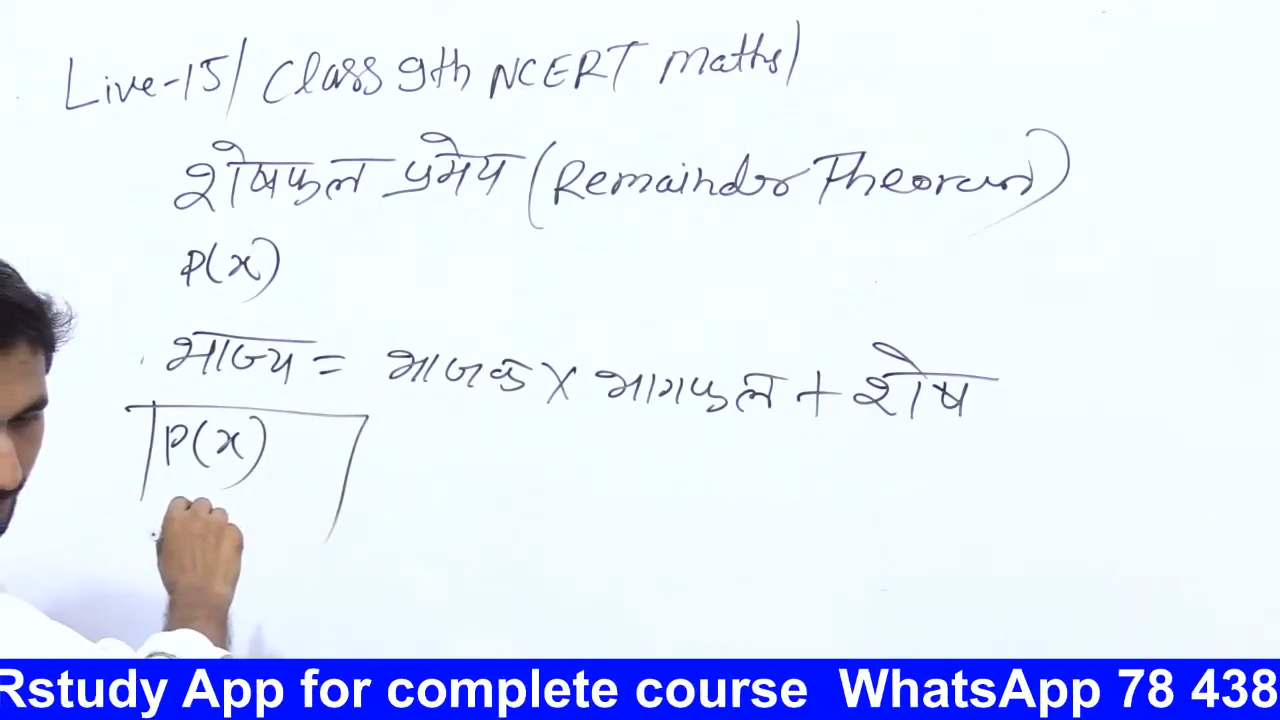 Live-15/ Class 9th NCERT Maths/
शेषफल प्रमेय (Remainder Theorem)
P(x)
भाज्य = भाजक X भागफल + शेष
P(x)
Rstudy App for complete course WhatsApp 78 438